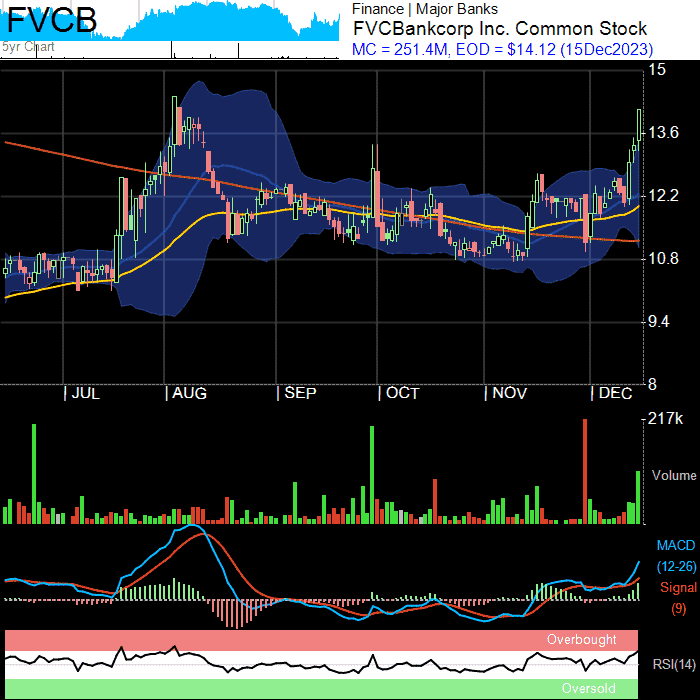 FVCB
5yr Chart
Finance | Major Banks
FVCBankcorp Inc. Common Stock
MC = 251.4M, EOD = $14.12 (15Dec2023)
15
13.6
12.2
10.8
9.4
8
| JUL | AUG | SEP | OCT | NOV | DEC
217k
Volume
MACD
(12-26)
Signal
(9)
Overbought
RSI(14)
Oversold